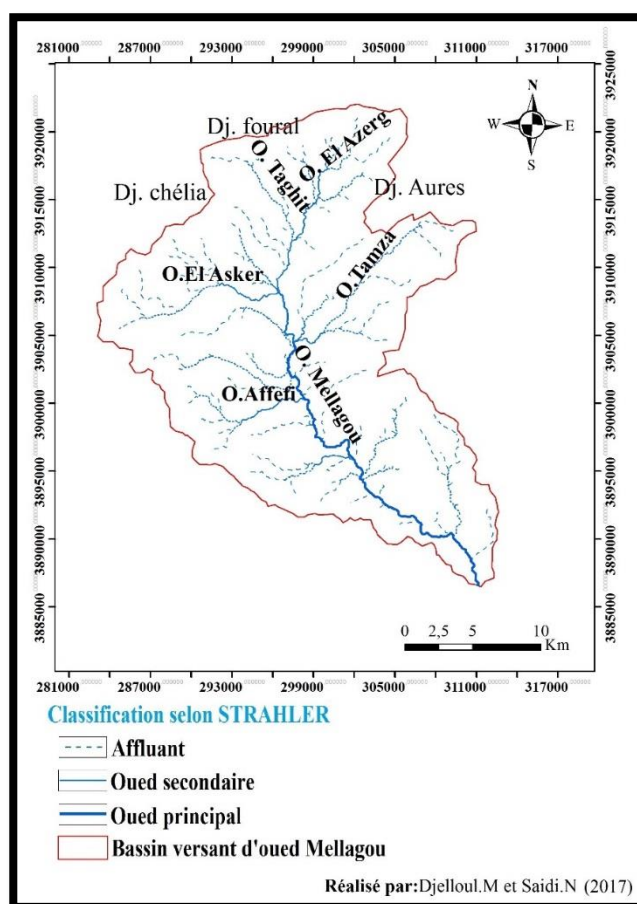 281000 287000 293000 299000 305000 311000 317000
N
W E
S
3925000
3920000
3915000
3910000
3905000
3900000
3895000
3890000
3885000
Dj. foural
O. El Azerg
O. Taghit
Dj. chélia
Dj. Aures
O.Tamza
O.El Asker
O. Mellagou
O.Affefi
3925000
3920000
3915000
3910000
3905000
3900000
3895000
3890000
3885000
0 2,5 5 10
Km
281000 287000 293000 299000 305000 311000 317000
Classification selon STRAHLER
Affluant
Oued secondaire
Oued principal
Bassin versant d'oued Mellagou
Réalisé par:Djelloul.M et Saidi.N (2017)